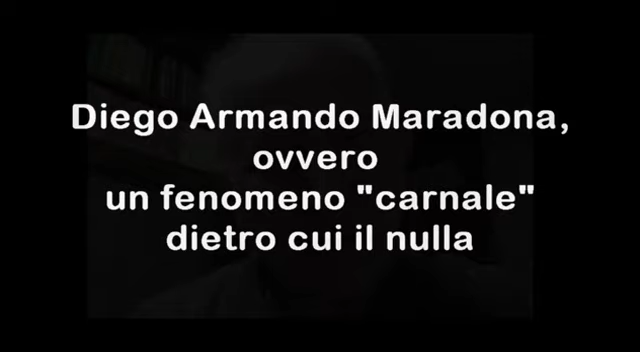 Diego Armando Maradona,
ovvero
un fenomeno "carnale"
dietro cui il nulla